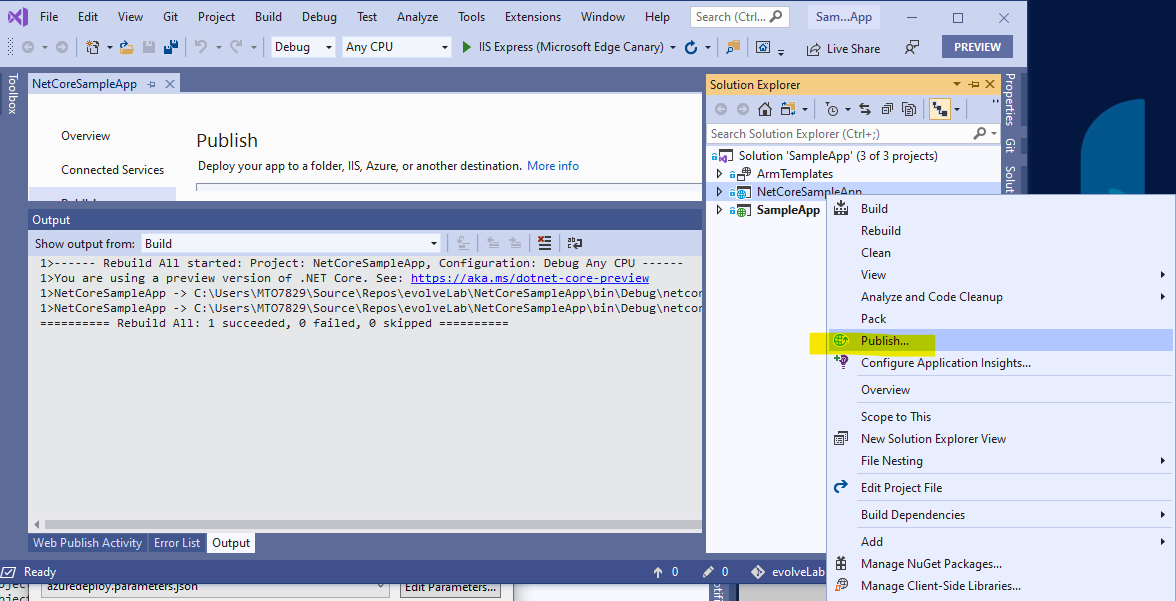 File Edit View Git Project Build Debug Test Analyze Tools Extensions Window Help Search (Ctrl... Sam...App
Debug Any CPU IIS Express (Microsoft Edge Canary) Live Share PREVIEW
Toolbox
NetCoreSampleApp
Overview
Connected Services
Publish
Deploy your app to a folder, IIS, Azure, or another destination. More info
Solution Explorer
Search Solution Explorer (Ctrl+;)
Solution 'SampleApp' (3 of 3 projects)
ArmTemplates
NetCoreSampleApp
SampleApp
Properties
Git
Output
Show output from: Build
1>------ Rebuild All started: Project: NetCoreSampleApp, Configuration: Debug Any CPU ------
1>You are using a preview version of .NET Core. See: https://aka.ms/dotnet-core-preview
1>NetCoreSampleApp -> C:\Users\MTO7829\Source\Repos\evolveLab\NetCoreSampleApp\bin\Debug\netcor
1>NetCoreSampleApp -> C:\Users\MTO7829\Source\Repos\evolveLab\NetCoreSampleApp\bin\Debug\netcor
========== Rebuild All: 1 succeeded, 0 failed, 0 skipped ==========
Web Publish Activity Error List Output
Ready 0 0 evolveLab
azuredeploy.parameters.json Edit Parameters...
Build
Rebuild
Clean
View
Analyze and Code Cleanup
Pack
Publish...
Configure Application Insights...
Overview
Scope to This
New Solution Explorer View
File Nesting
Edit Project File
Build Dependencies
Add
Manage NuGet Packages...
Manage Client-Side Libraries...